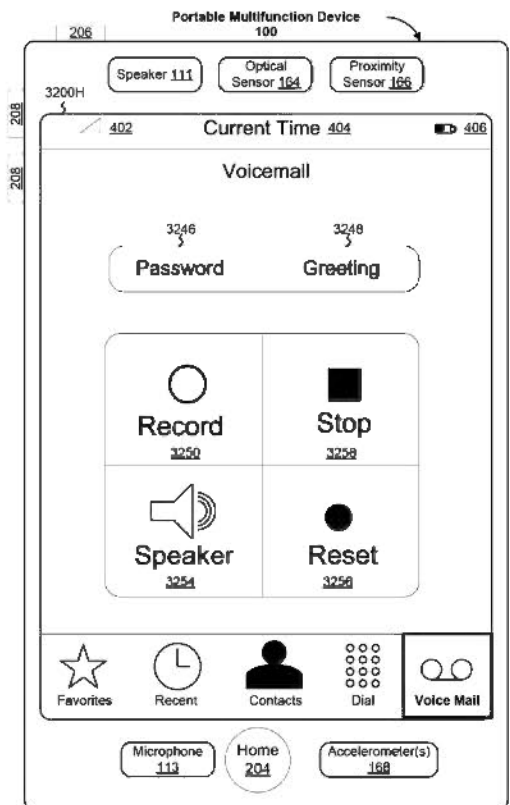 Portable Multifunction Device
100
206
Speaker 111
Optical
Sensor 164
Proximity
Sensor 166
3200H
208
402
Current Time 404
406
208
Voicemall
3246
3248
Password
Greeting
Record
Stop
3250
3258
Speaker
Reset
3254
3256
Favorites
Recent
Contacts
Dial
Voice Mail
Microphone
113
Home
204
Accelerometer(s)
168